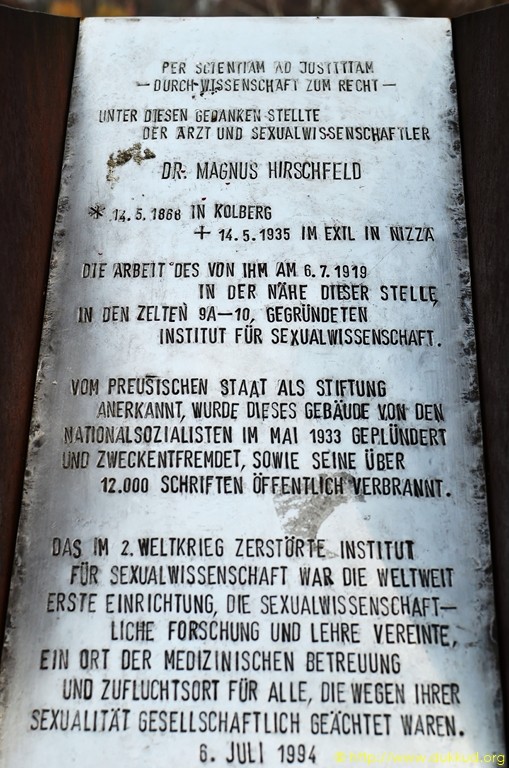 PER SCIENTIAM AD JUSTITIAM
—DURCH WISSENSCHAFT ZUM RECHT—
UNTER DIESEN GEDANKEN STELLTE
DER ARZT UND SEXUALWISSENSCHAFTLER
DR. MAGNUS HIRSCHFELD
* 14.5.1868 IN KOLBERG
+ 14.5.1935 IM EXIL IN NIZZA
DIE ARBEIT DES VON IHM AM 6.7.1919
IN DER NÄHE DIESER STELLE,
IN DEN ZELTEN 9A—10, GEGRÜNDETEN
INSTITUT FÜR SEXUALWISSENSCHAFT.
VOM PREUSSISCHEN STAAT ALS STIFTUNG
ANERKANNT, WURDE DIESES GEBÄUDE VON DEN
NATIONALSOZIALISTEN IM MAI 1933 GEPLÜNDERT
UND ZWECKENTFREMDET, SOWIE SEINE ÜBER
12.000 SCHRIFTEN ÖFFENTLICH VERBRANNT.
DAS IM 2. WELTKRIEG ZERSTÖRTE INSTITUT
FÜR SEXUALWISSENSCHAFT WAR DIE WELTWEIT
ERSTE EINRICHTUNG, DIE SEXUALWISSENSCHAFT—
LICHE FORSCHUNG UND LEHRE VEREINTE,
EIN ORT DER MEDIZINISCHEN BETREUUNG
UND ZUFLUCHTSORT FÜR ALLE, DIE WEGEN IHRER
SEXUALITÄT GESELLSCHAFTLICH GEÄCHTET WAREN.
6. JULI 1994